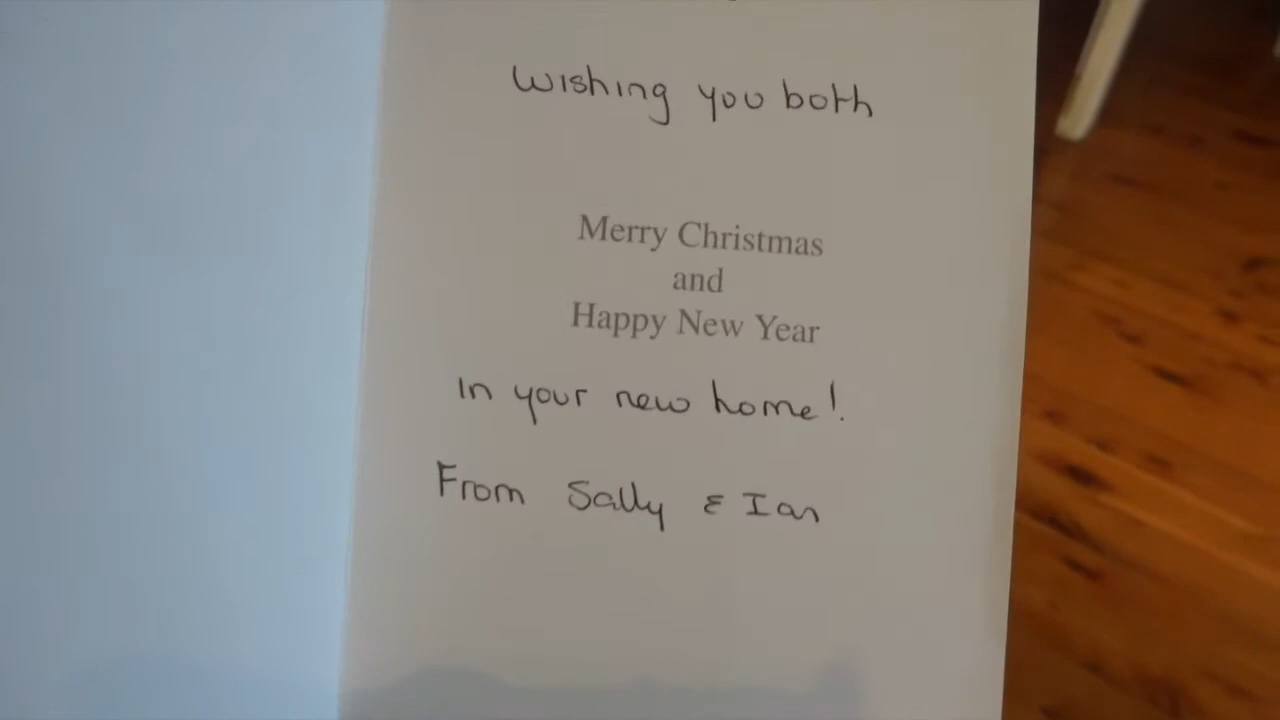 Wishing you both
Merry Christmas
and
Happy New Year
In your new home!
From Sally & Ian